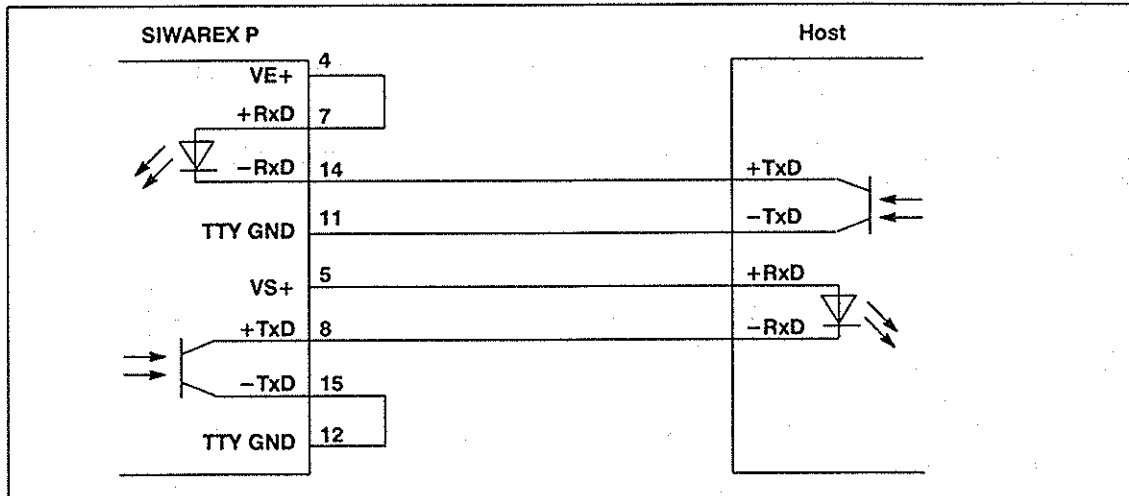 SIWAREX P
Host
VE+ 4
+RxD 7
−RxD 14 +TxD
TTY GND 11 −TxD
VS+ 5 +RxD
+TxD 8 −RxD
−TxD 15
TTY GND 12